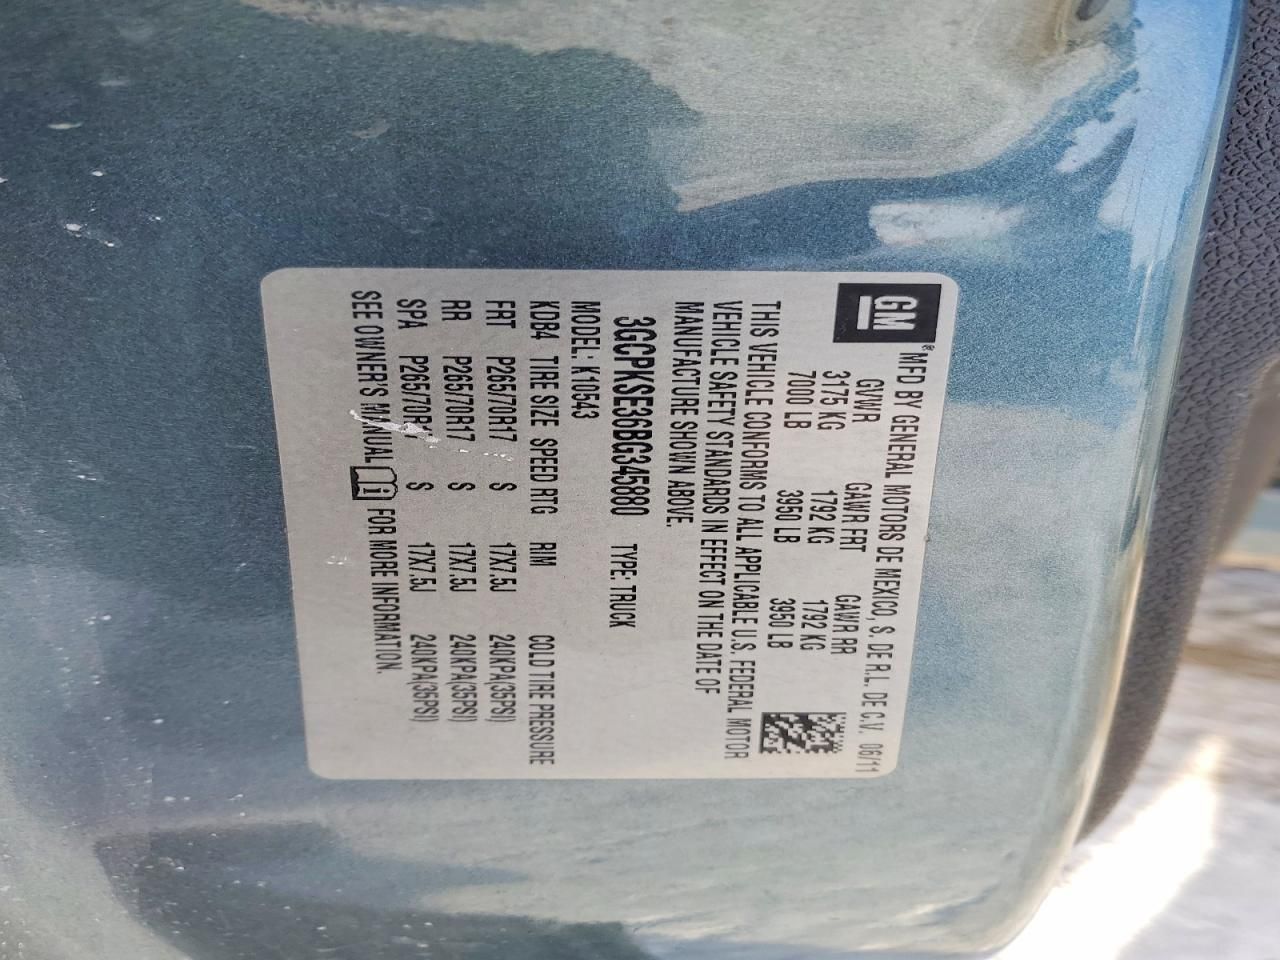 GM
® MFD BY GENERAL MOTORS DE MEXICO, S. DE R.L. DE C.V. 06/11
GVWR GAWR FRT GAWR RR
3175 KG 1792 KG 1792 KG
7000 LB 3950 LB 3950 LB
THIS VEHICLE CONFORMS TO ALL APPLICABLE U.S. FEDERAL MOTOR
VEHICLE SAFETY STANDARDS IN EFFECT ON THE DATE OF
MANUFACTURE SHOWN ABOVE.
3GCPKSE36BG345880 TYPE: TRUCK
MODEL: K10543
KDB4 TIRE SIZE SPEED RTG RIM COLD TIRE PRESSURE
FRT P265/70R17 S 17X7.5J 240KPA(35PSI)
RR P265/70R17 S 17X7.5J 240KPA(35PSI)
SPA P265/70R17 S 17X7.5J 240KPA(35PSI)
SEE OWNER'S MANUAL i FOR MORE INFORMATION.